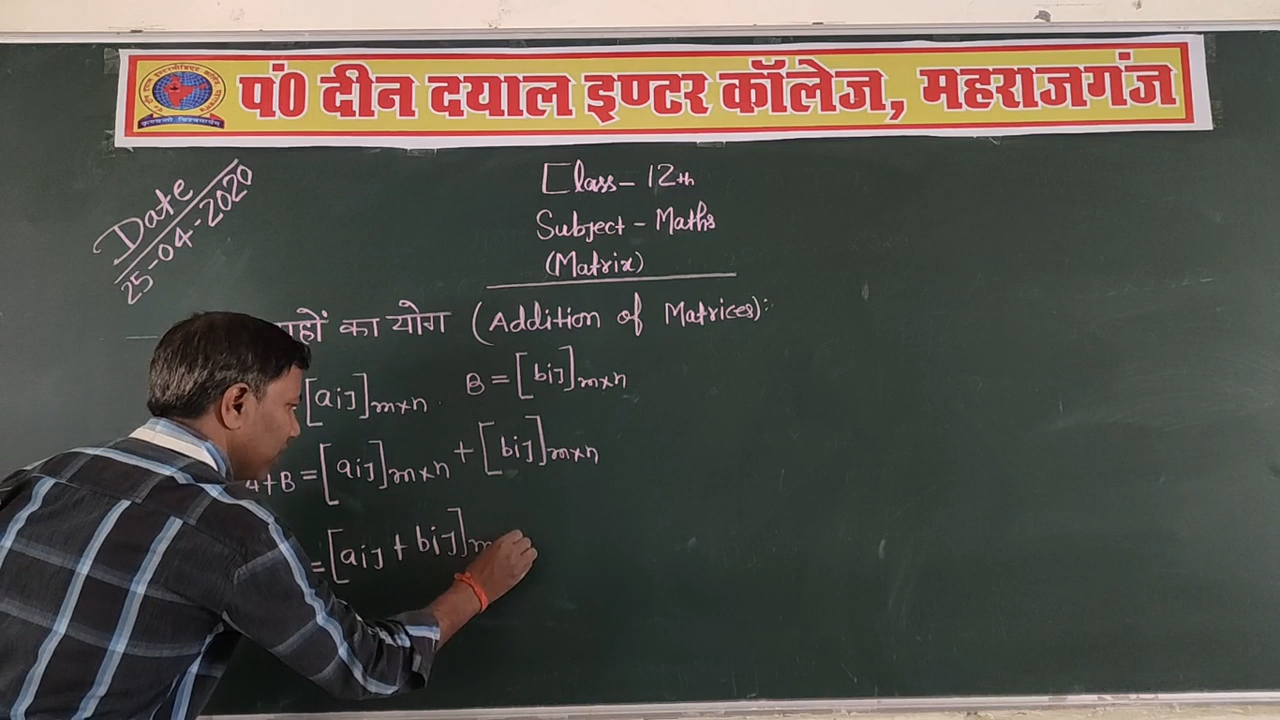 पं0 दीन दयाल इण्टर कॉलेज, महराजगंज
Date
25-04-2020
Class - 12th
Subject - Maths
(Matrix)
का योग (Addition of Matrices):
[aij]m×n B = [bij]m×n
A+B = [aij]m×n + [bij]m×n
= [aij + bij]m